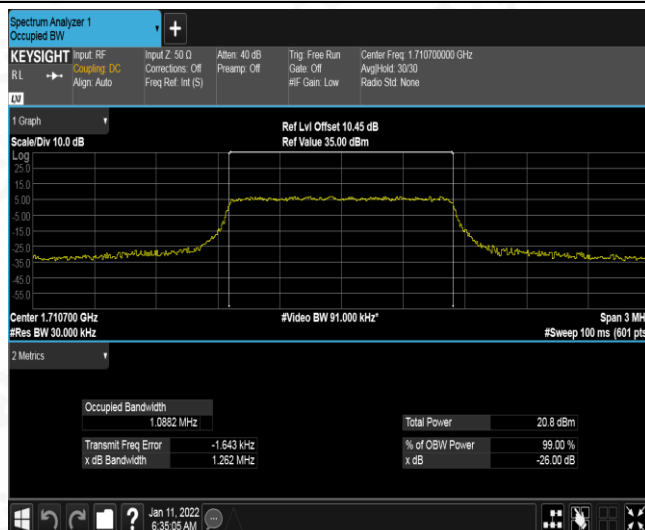 Spectrum Analyzer 1
Occupied BW
KEYSIGHT
RL
LXI
Input: RF
Coupling: DC
Align: Auto
Input Z: 50 Ω
Corrections: Off
Freq Ref: Int (S)
Atten: 40 dB
Preamp: Off
Trig: Free Run
Gate: Off
#IF Gain: Low
Center Freq: 1.710700000 GHz
Avg|Hold: 30/30
Radio Std: None
1 Graph
Scale/Div 10.0 dB
Ref Lvl Offset 10.45 dB
Ref Value 35.00 dBm
Log
25.0
15.0
5.00
-5.00
-15.0
-25.0
-35.0
-45.0
-55.0
Center 1.710700 GHz
#Res BW 30.000 kHz
#Video BW 91.000 kHz*
Span 3 MH
#Sweep 100 ms (601 pts
2 Metrics
Occupied Bandwidth
1.0882 MHz
Transmit Freq Error -1.643 kHz
x dB Bandwidth 1.262 MHz
Total Power 20.8 dBm
% of OBW Power 99.00 %
x dB -26.00 dB
?
Jan 11, 2022
6:35:05 AM